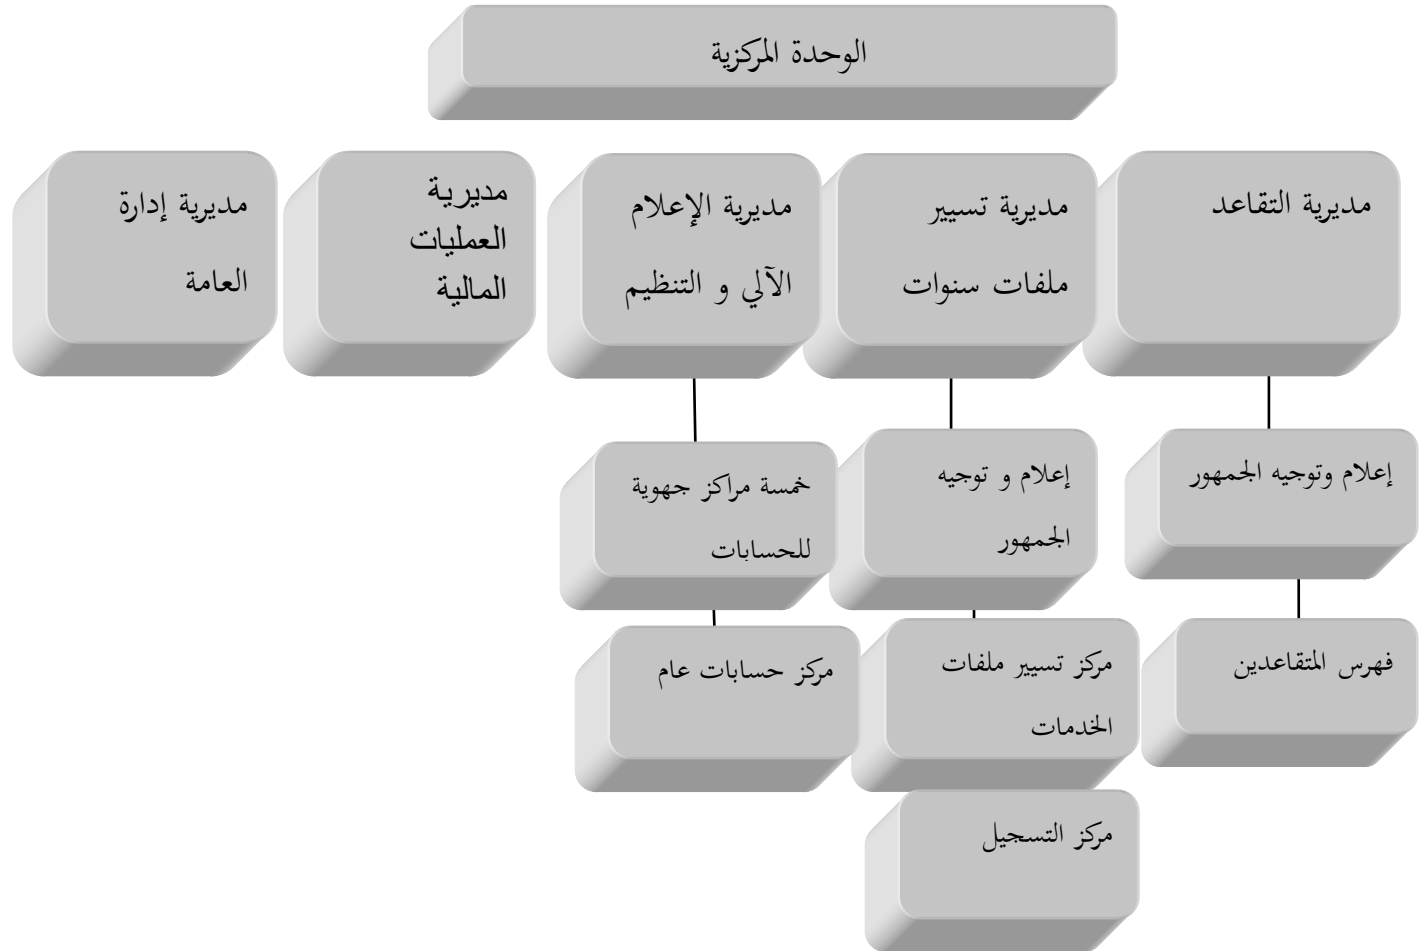 الوحدة المركزية
مديرية التقاعد
مديرية تسيير
ملفات سنوات
مديرية الإعلام
الآلي و التنظيم
مديرية
العمليات
المالية
مديرية إدارة
العامة
إعلام وتوجيه الجمهور
إعلام و توجيه
الجمهور
خمسة مراكز جهوية
للحسابات
فهرس المتقاعدين
مركز تسيير ملفات
الخدمات
مركز حسابات عام
مركز التسجيل